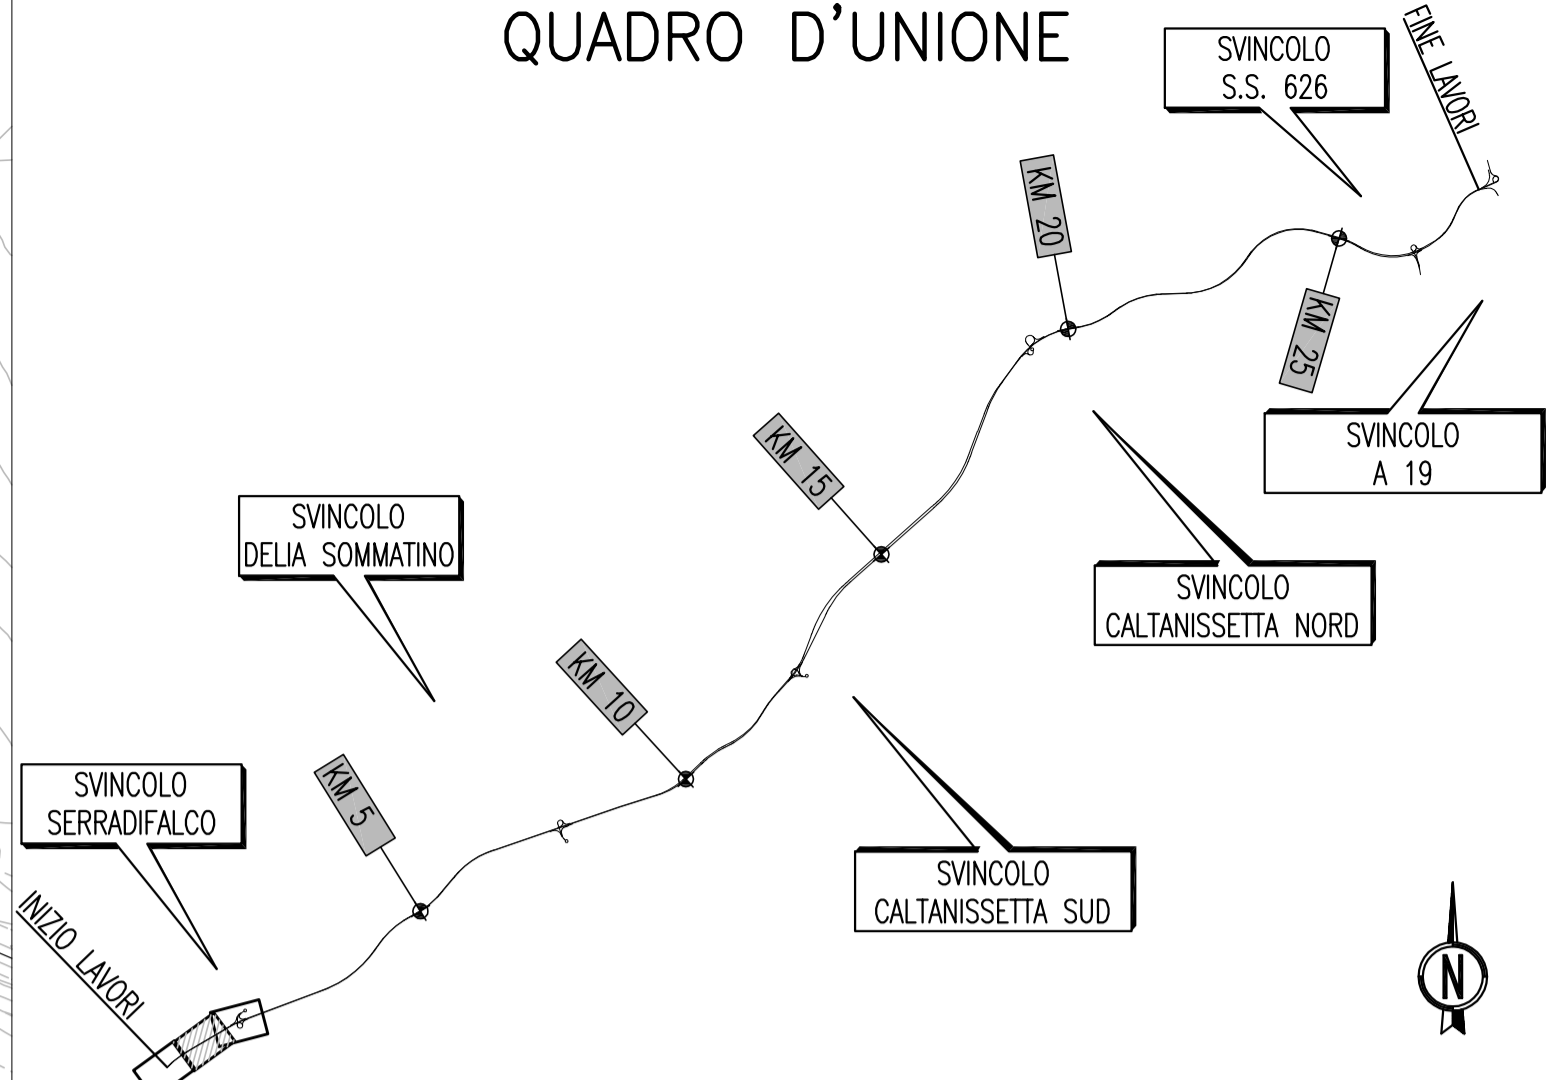 QUADRO D'UNIONE
SVINCOLO
S.S. 626
FINE LAVORI
KM 20
KM 25
SVINCOLO
A 19
KM 15
SVINCOLO
DELIA SOMMATINO
SVINCOLO
CALTANISSETTA NORD
KM 10
KM 5
SVINCOLO
SERRADIFALCO
SVINCOLO
CALTANISSETTA SUD
INIZIO LAVORI
N